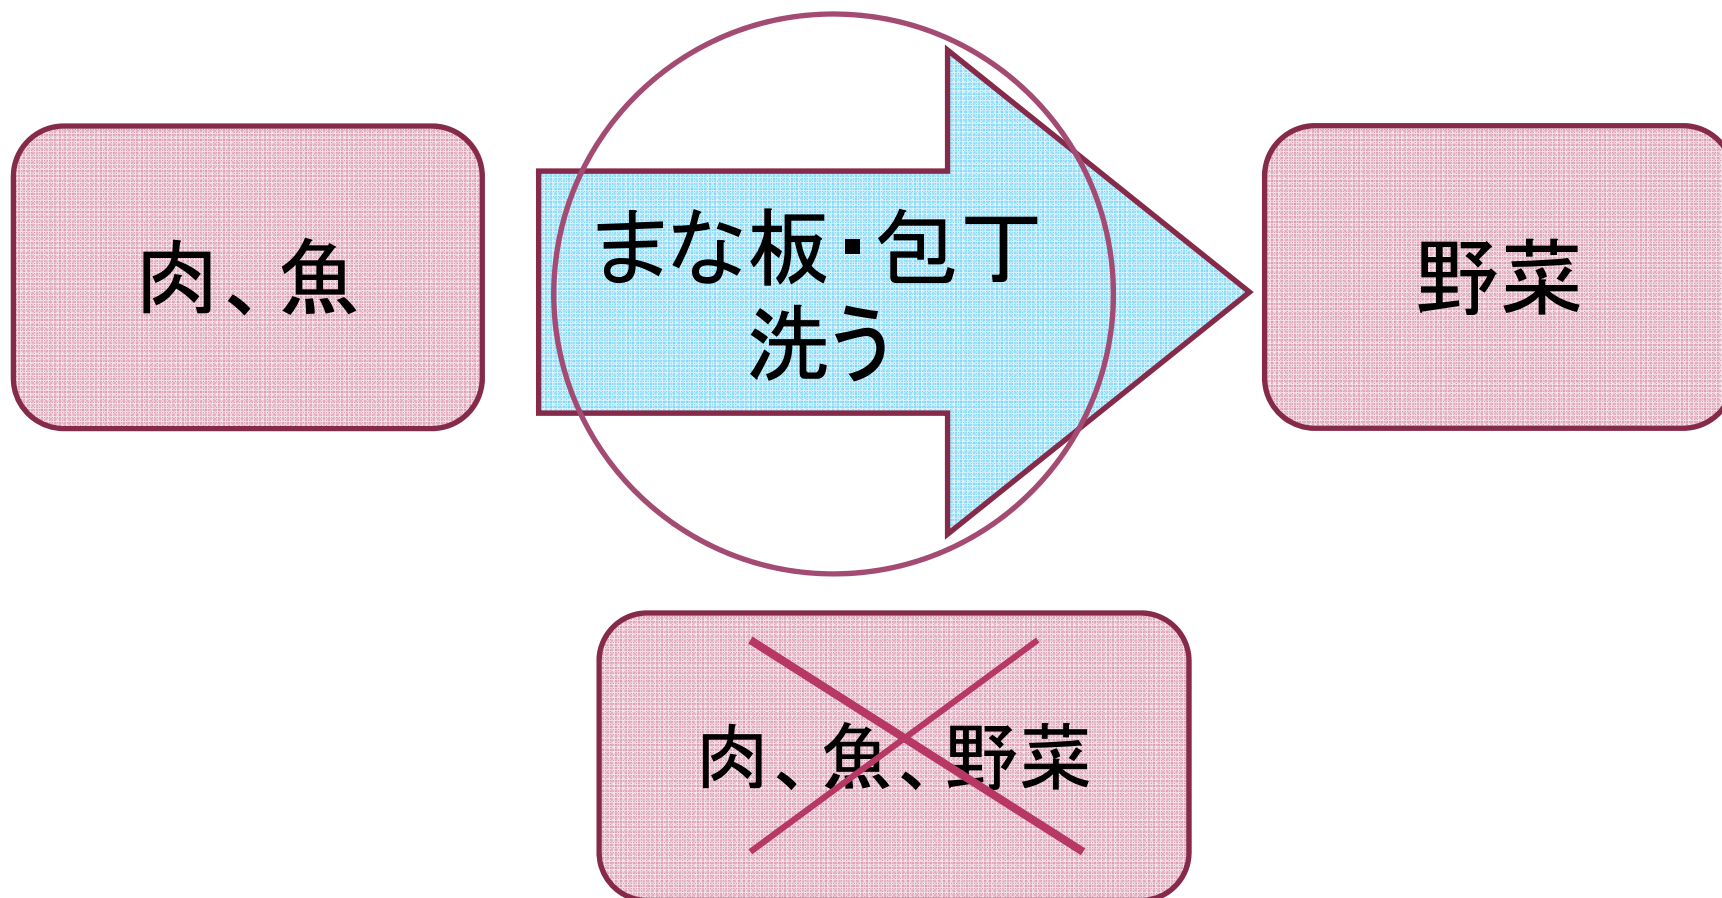 肉、魚
まな板・包丁
洗う
野菜
肉、魚、野菜